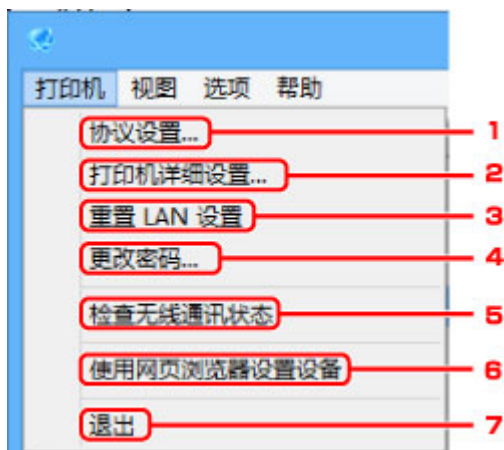 打印机 视图 选项 帮助
协议设置... 1
打印机详细设置... 2
重置 LAN 设置 3
更改密码... 4
检查无线通讯状态 5
使用网页浏览器设置设备 6
退出 7